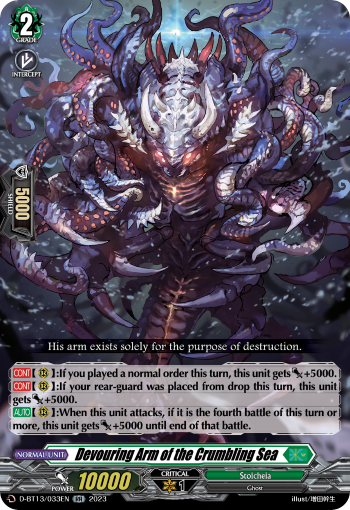 2
GRADE
INTERCEPT
5000
SHIELD
His arm exists solely for the purpose of destruction.
CONT【 RC 】:If you played a normal order this turn, this unit gets +5000.
CONT【 RC 】:If your rear-guard was placed from drop this turn, this unit
gets +5000.
AUTO【 RC 】:When this unit attacks, if it is the fourth battle of this turn or
more, this unit gets +5000 until end of that battle.
NORMAL UNIT
Devouring Arm of the Crumbling Sea
POWER
10000
CRITICAL
1
Stoicheia
Ghost
D-BT13/033EN RR 2023
illust/増田幹生